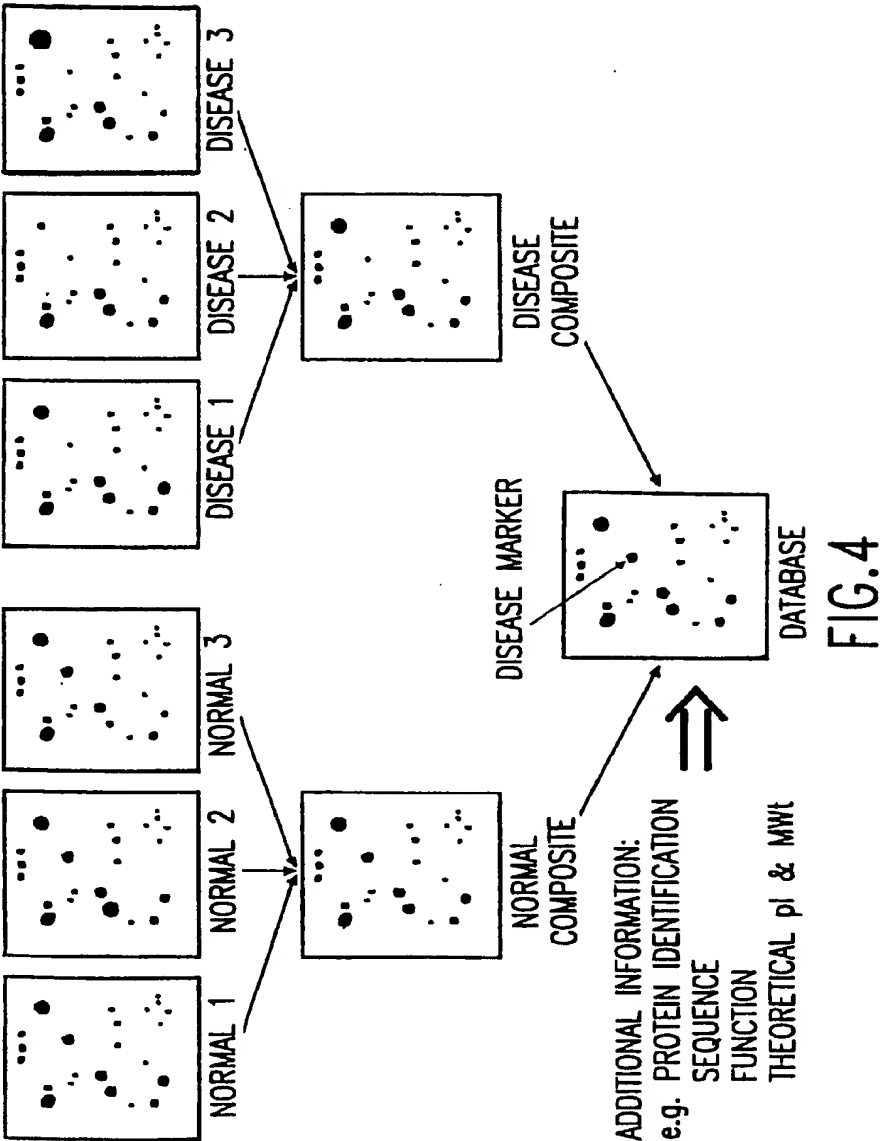 NORMAL 1
NORMAL 2
NORMAL 3
DISEASE 1
DISEASE 2
DISEASE 3
NORMAL
COMPOSITE
DISEASE
COMPOSITE
DISEASE MARKER
ADDITIONAL INFORMATION:
e.g. PROTEIN IDENTIFICATION
SEQUENCE
FUNCTION
THEORETICAL pI & MWt
DATABASE
FIG.4